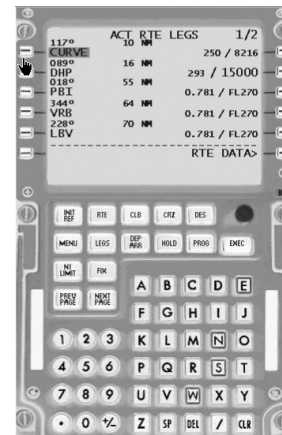 ACT RTE LEGS 1/2
117° 10 NM
CURVE 250 / 8216
089° 16 NM
DHP 293 / 15000
018° 55 NM
PBI 0.781 / FL270
344° 64 NM
VRB 0.781 / FL270
228° 70 NM
LBV 0.781 / FL270
RTE DATA>
INIT REF RTE CLB CRZ DES
MENU LEGS DEP ARR HOLD PROG EXEC
N1 LIMIT FIX
PREV PAGE NEXT PAGE
A B C D E
F G H I J
1 2 3 K L M N O
4 5 6 P Q R S T
7 8 9 U V W X Y
. 0 +/- Z SP DEL / CLR